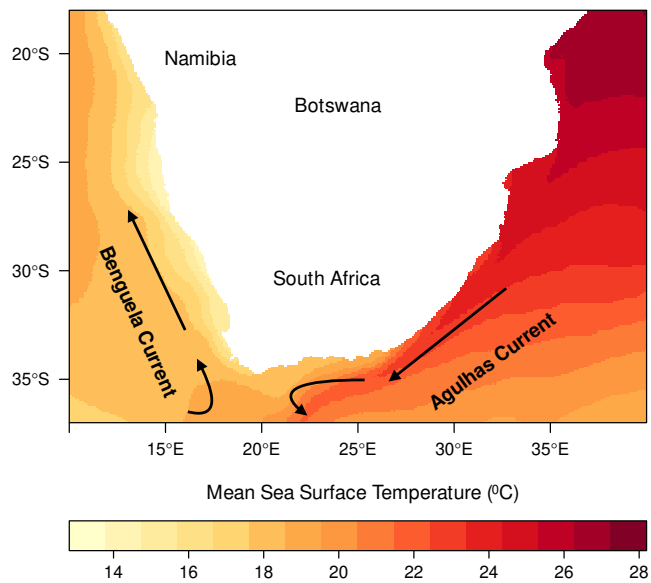 20°S
25°S
30°S
35°S
Namibia
Botswana
South Africa
Benguela Current
Agulhas Current
15°E
20°E
25°E
30°E
35°E
Mean Sea Surface Temperature (⁰C)
14
16
18
20
22
24
26
28